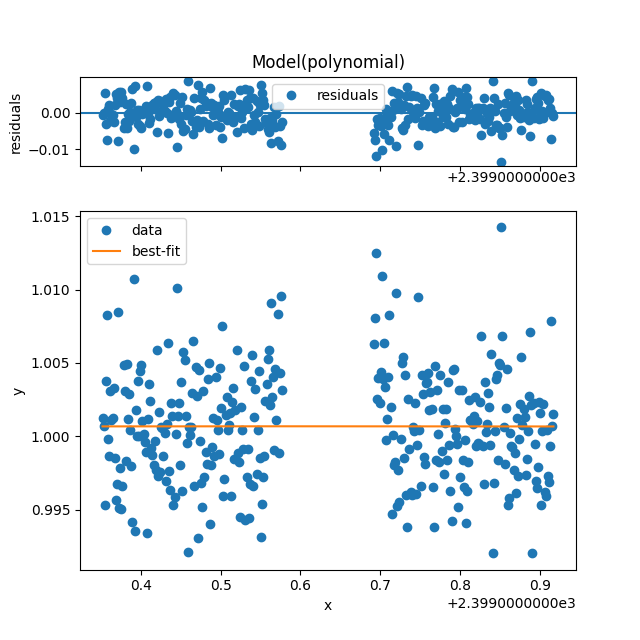 Model(polynomial)
residuals
0.00
−0.01
residuals
+2.3990000000e3
1.015
1.010
1.005
1.000
0.995
y
data
best-fit
0.4 0.5 0.6 0.7 0.8 0.9
x
+2.3990000000e3